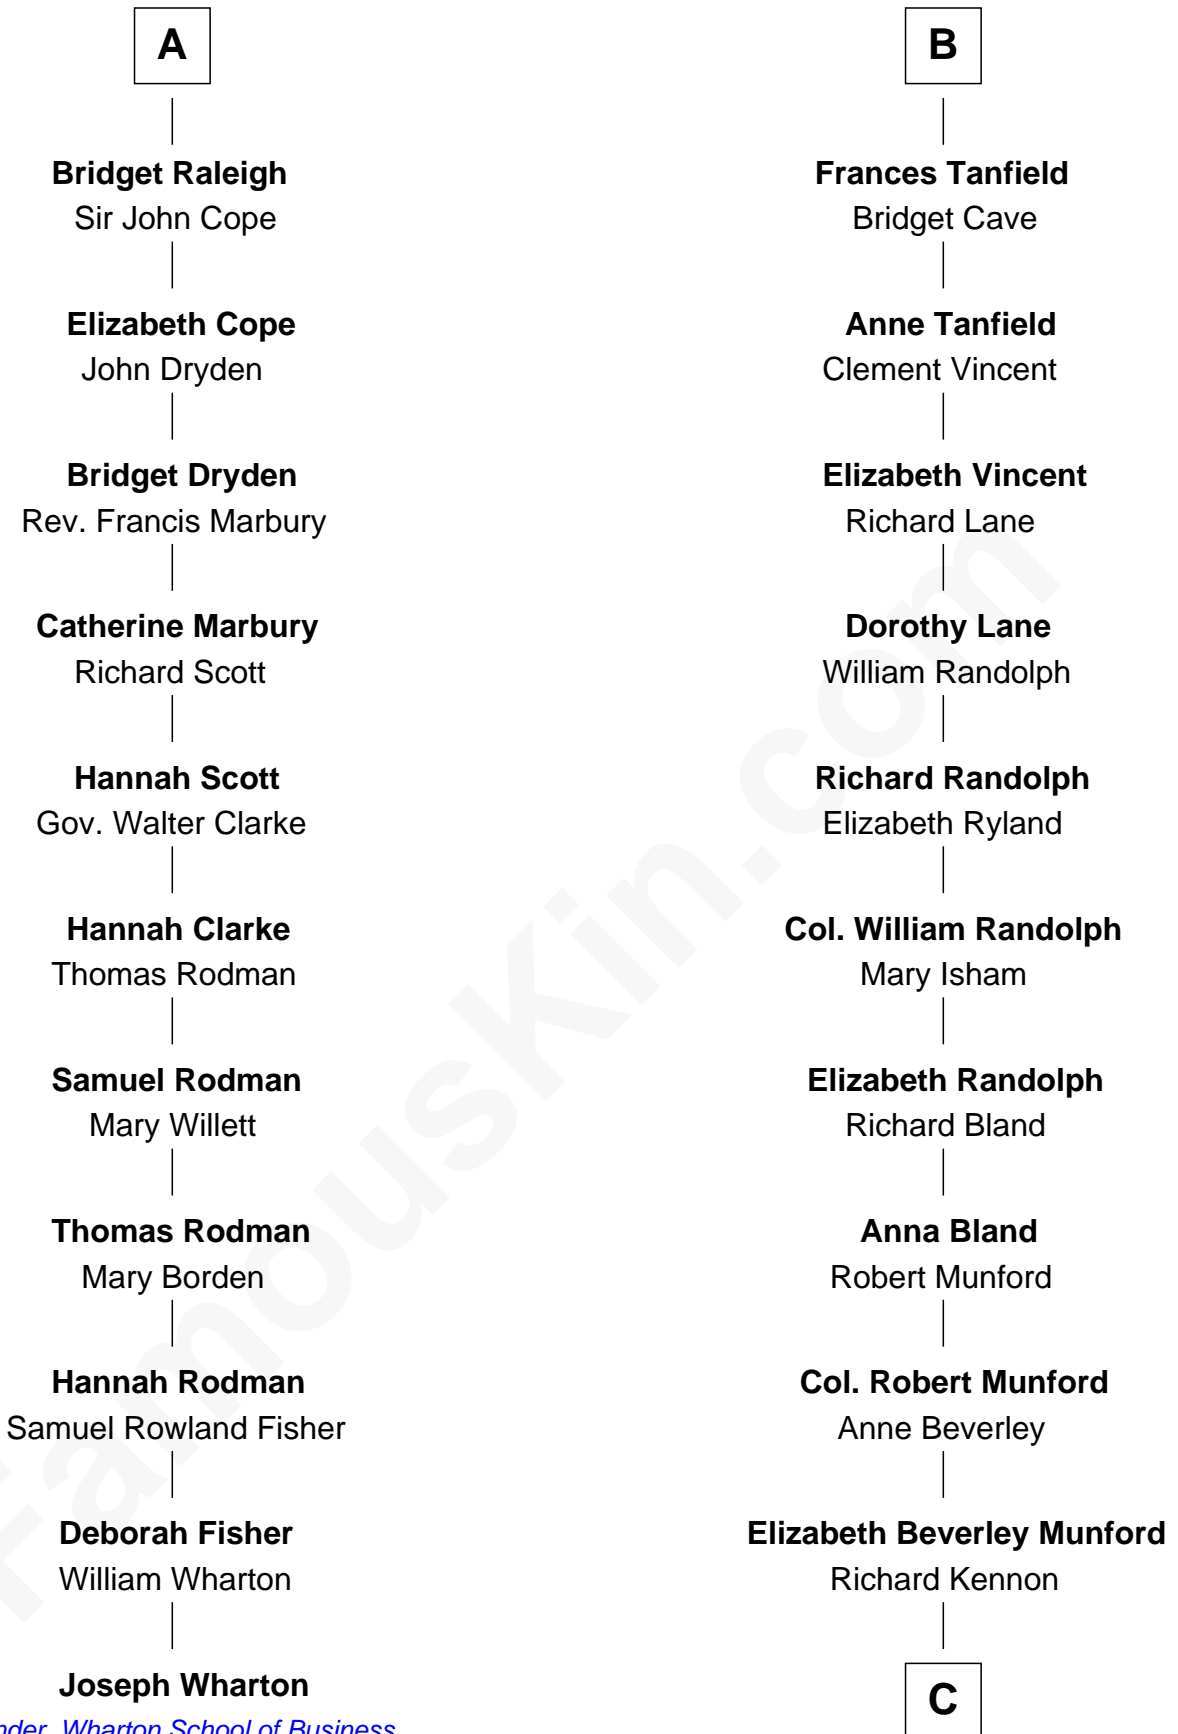 A
Bridget Raleigh
Sir John Cope
Elizabeth Cope
John Dryden
Bridget Dryden
Rev. Francis Marbury
Catherine Marbury
Richard Scott
Hannah Scott
Gov. Walter Clarke
Hannah Clarke
Thomas Rodman
Samuel Rodman
Mary Willett
Thomas Rodman
Mary Borden
Hannah Rodman
Samuel Rowland Fisher
Deborah Fisher
William Wharton
Joseph Wharton
Wharton School of Business
B
Frances Tanfield
Bridget Cave
Anne Tanfield
Clement Vincent
Elizabeth Vincent
Richard Lane
Dorothy Lane
William Randolph
Richard Randolph
Elizabeth Ryland
Col. William Randolph
Mary Isham
Elizabeth Randolph
Richard Bland
Anna Bland
Robert Munford
Col. Robert Munford
Anne Beverley
Elizabeth Beverley Munford
Richard Kennon
C
FamousKin.com